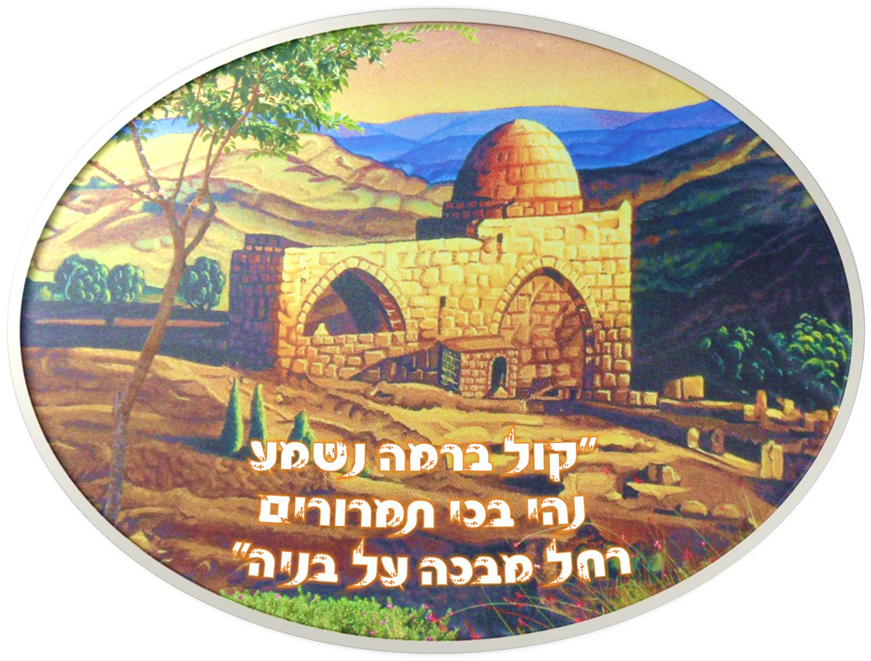 "קול ברמה נשמע
נהי בכי תמרורים
רחל מבכה על בניה"